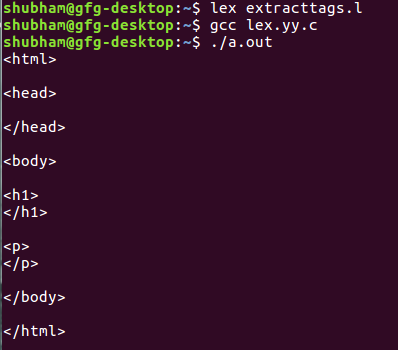 shubham@gfg-desktop:~$ lex extracttags.l
shubham@gfg-desktop:~$ gcc lex.yy.c
shubham@gfg-desktop:~$ ./a.out
<html>
<head>
</head>
<body>
<h1>
</h1>
<p>
</p>
</body>
</html>